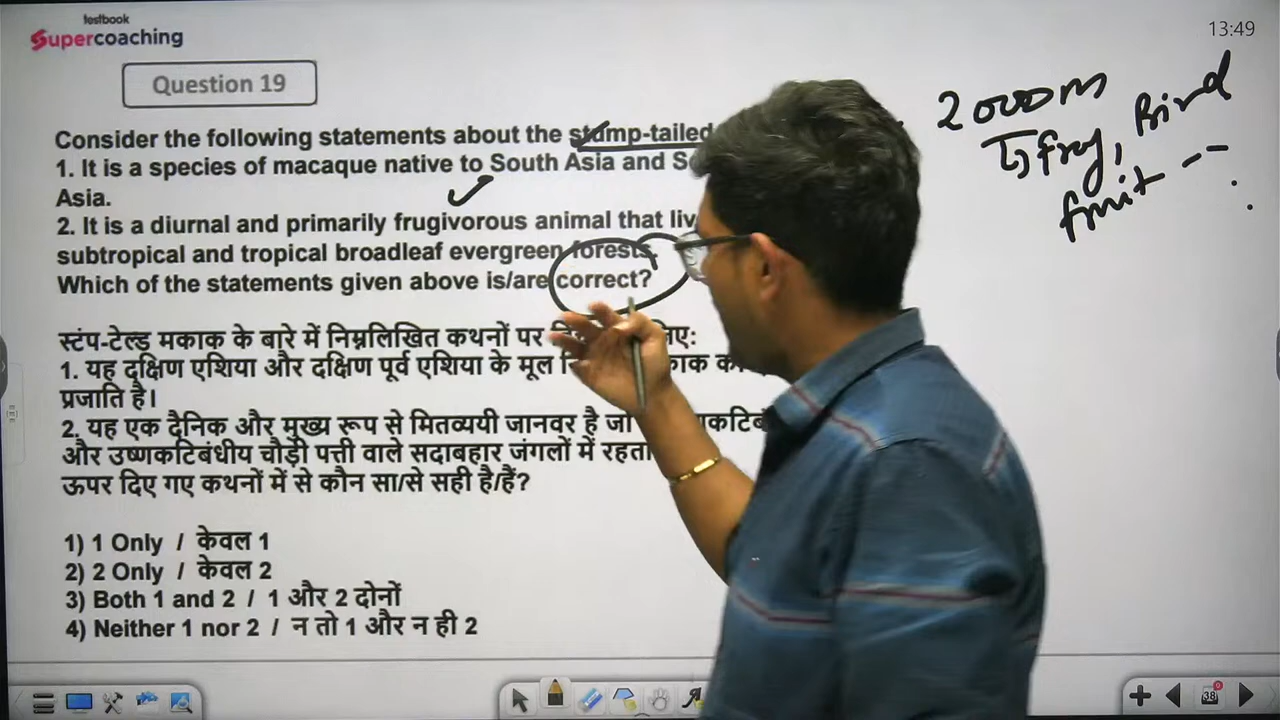 testbook
Supercoaching
13:49
Question 19
2000m
frog, Bird
fruit --
Consider the following statements about the stump-tailed
1. It is a species of macaque native to South Asia and
Asia.
2. It is a diurnal and primarily frugivorous animal that
subtropical and tropical broadleaf evergreen forests.
Which of the statements given above is/are correct?
स्टंप-टेल्ड मकाक के बारे में निम्नलिखित कथनों पर
1. यह दक्षिण एशिया और दक्षिण पूर्व एशिया के मूल
प्रजाति है।
2. यह एक दैनिक और मुख्य रूप से मितव्ययी जानवर है जो
और उष्णकटिबंधीय चौड़ी पत्ती वाले सदाबहार जंगलों में रहता
ऊपर दिए गए कथनों में से कौन सा/से सही है/हैं?
1) 1 Only / केवल 1
2) 2 Only / केवल 2
3) Both 1 and 2 / 1 और 2 दोनों
4) Neither 1 nor 2 / न तो 1 और न ही 2
38